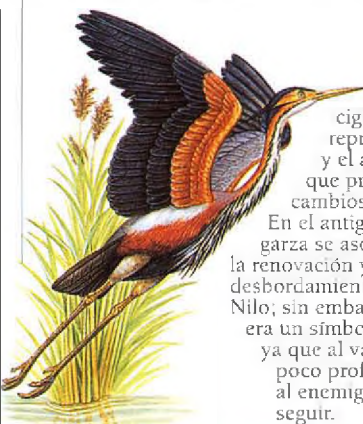 cig
repr
y el a
que pr
cambios
En el antig
garza se aso
la renovación y
desbordamien
Nilo; sin emba
era un símbo
ya que al va
poco prof
al enemig
seguir.